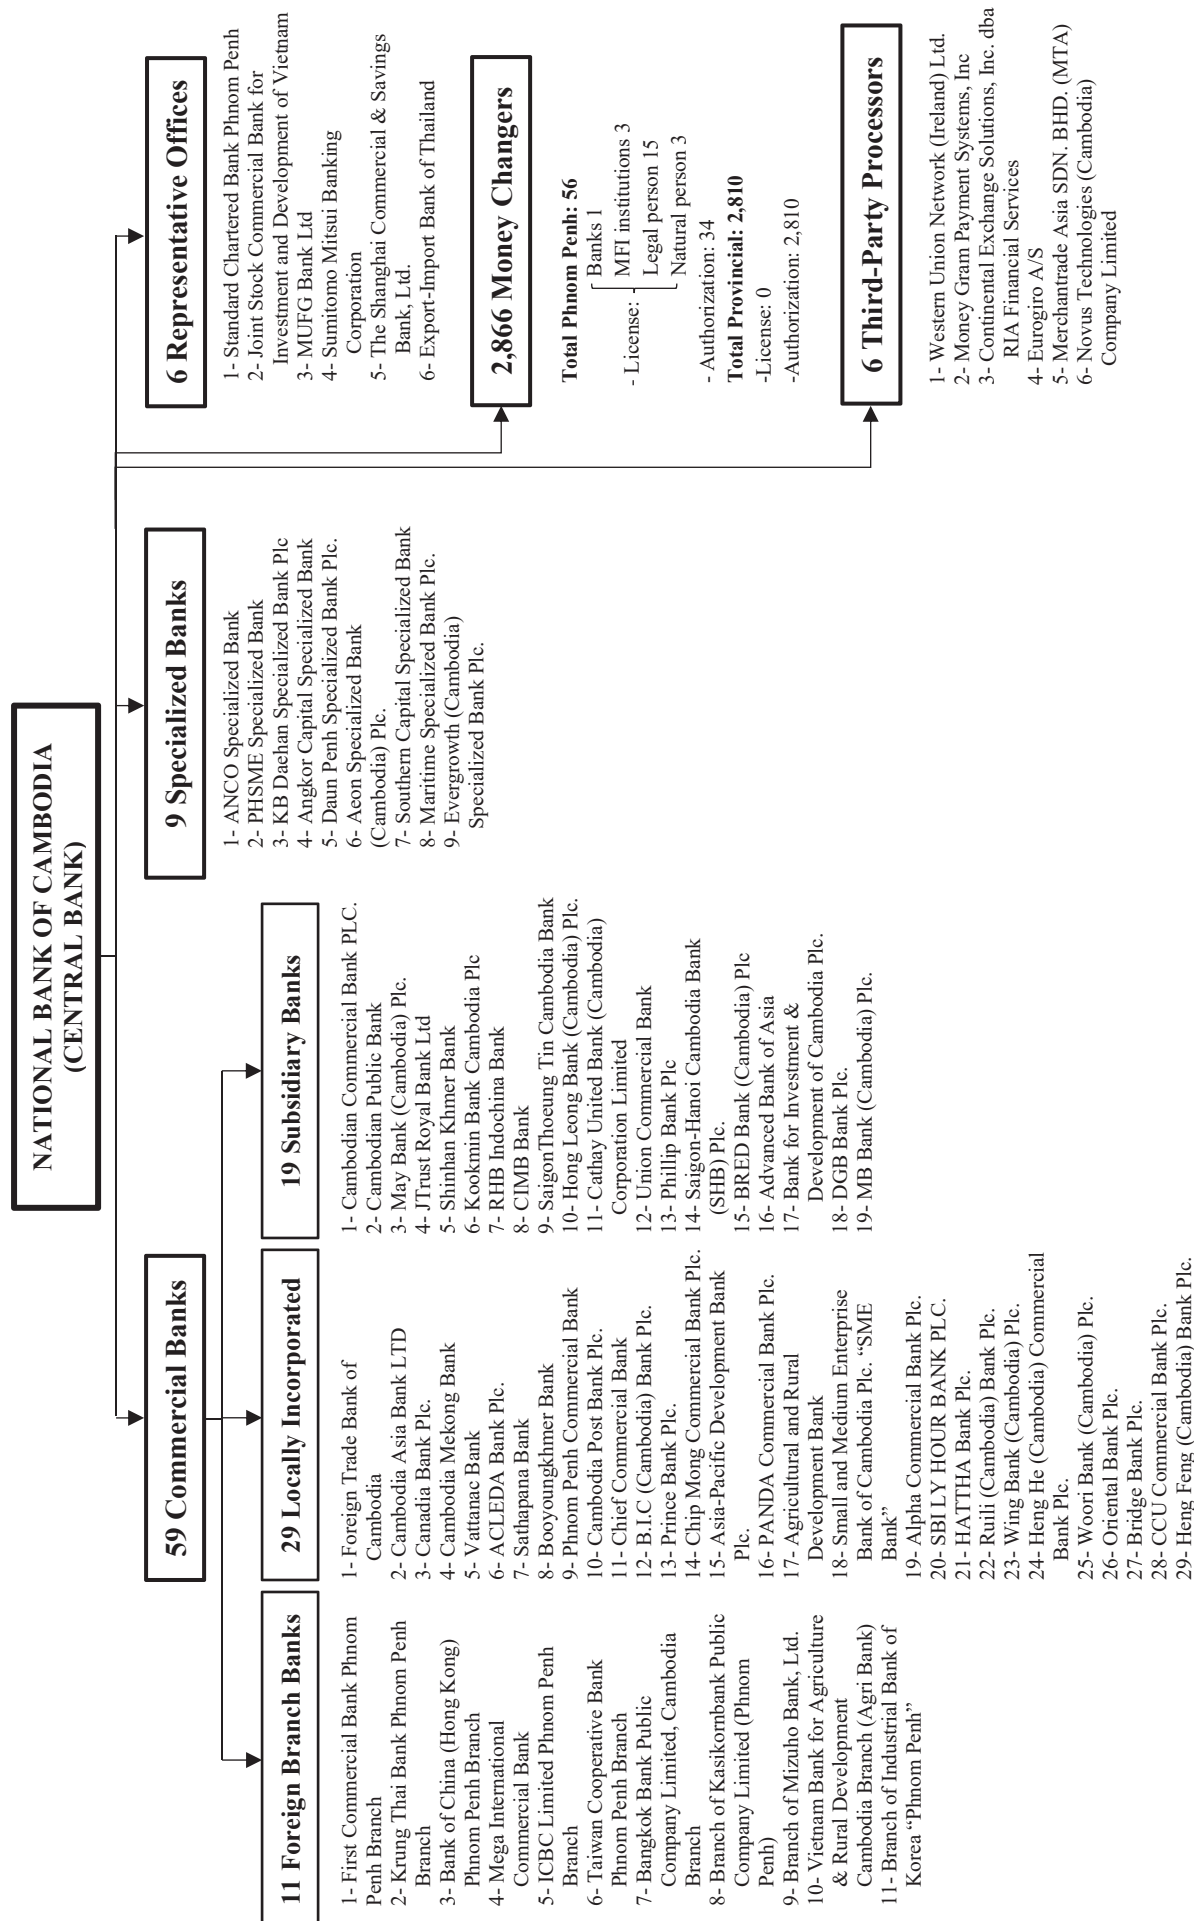 NATIONAL BANK OF CAMBODIA
(CENTRAL BANK)
59 Commercial Banks
11 Foreign Branch Banks
1- First Commercial Bank Phnom
Penh Branch
2- Krung Thai Bank Phnom Penh
Branch
3- Bank of China (Hong Kong)
Phnom Penh Branch
4- Mega International
Commercial Bank
5- ICBC Limited Phnom Penh
Branch
6- Taiwan Cooperative Bank
Phnom Penh Branch
7- Bangkok Bank Public
Company Limited, Cambodia
Branch
8- Branch of Kasikornbank Public
Company Limited (Phnom
Penh)
9- Branch of Mizuho Bank, Ltd.
10- Vietnam Bank for Agriculture
& Rural Development
Cambodia Branch (Agri Bank)
11- Branch of Industrial Bank of
Korea “Phnom Penh”
29 Locally Incorporated
1- Foreign Trade Bank of
Cambodia
2- Cambodia Asia Bank LTD
3- Canadia Bank Plc.
4- Cambodia Mekong Bank
5- Vattanac Bank
6- ACLEDA Bank Plc.
7- Sathapana Bank
8- Booyoungkhmer Bank
9- Phnom Penh Commercial Bank
10- Cambodia Post Bank Plc.
11- Chief Commercial Bank
12- B.I.C (Cambodia) Bank Plc.
13- Prince Bank Plc.
14- Chip Mong Commercial Bank Plc.
15- Asia-Pacific Development Bank
Plc.
16- PANDA Commercial Bank Plc.
17- Agricultural and Rural
Development Bank
18- Small and Medium Enterprise
Bank of Cambodia Plc. “SME
Bank”
19- Alpha Commercial Bank Plc.
20- SBI LY HOUR BANK PLC.
21- HATTHA Bank Plc.
22- Ruili (Cambodia) Bank Plc.
23- Wing Bank (Cambodia) Plc.
24- Heng He (Cambodia) Commercial
Bank Plc.
25- Woori Bank (Cambodia) Plc.
26- Oriental Bank Plc.
27- Bridge Bank Plc.
28- CCU Commercial Bank Plc.
29- Heng Feng (Cambodia) Bank Plc.
19 Subsidiary Banks
1- Cambodian Commercial Bank PLC.
2- Cambodian Public Bank
3- May Bank (Cambodia) Plc.
4- JTrust Royal Bank Ltd
5- Shinhan Khmer Bank
6- Kookmin Bank Cambodia Plc
7- RHB Indochina Bank
8- CIMB Bank
9- SaigonThoeung Tin Cambodia Bank
10- Hong Leong Bank (Cambodia) Plc.
11- Cathay United Bank (Cambodia)
Corporation Limited
12- Union Commercial Bank
13- Phillip Bank Plc
14- Saigon-Hanoi Cambodia Bank
(SHB) Plc.
15- BRED Bank (Cambodia) Plc
16- Advanced Bank of Asia
17- Bank for Investment &
Development of Cambodia Plc.
18- DGB Bank Plc.
19- MB Bank (Cambodia) Plc.
9 Specialized Banks
1- ANCO Specialized Bank
2- PHSME Specialized Bank
3- KB Daehan Specialized Bank Plc
4- Angkor Capital Specialized Bank
5- Daun Penh Specialized Bank Plc.
6- Aeon Specialized Bank
(Cambodia) Plc.
7- Southern Capital Specialized Bank
8- Maritime Specialized Bank Plc.
9- Evergrowth (Cambodia)
Specialized Bank Plc.
6 Representative Offices
1- Standard Chartered Bank Phnom Penh
2- Joint Stock Commercial Bank for
Investment and Development of Vietnam
3- MUFG Bank Ltd
4- Sumitomo Mitsui Banking
Corporation
5- The Shanghai Commercial & Savings
Bank, Ltd.
6- Export-Import Bank of Thailand
2,866 Money Changers
Total Phnom Penh: 56
- License:
Banks 1
MFI institutions 3
Legal person 15
Natural person 3
- Authorization: 34
Total Provincial: 2,810
-License: 0
-Authorization: 2,810
6 Third-Party Processors
1- Western Union Network (Ireland) Ltd.
2- Money Gram Payment Systems, Inc
3- Continental Exchange Solutions, Inc. dba
RIA Financial Services
4- Eurogiro A/S
5- Merchantrade Asia SDN. BHD. (MTA)
6- Novus Technologies (Cambodia)
Company Limited